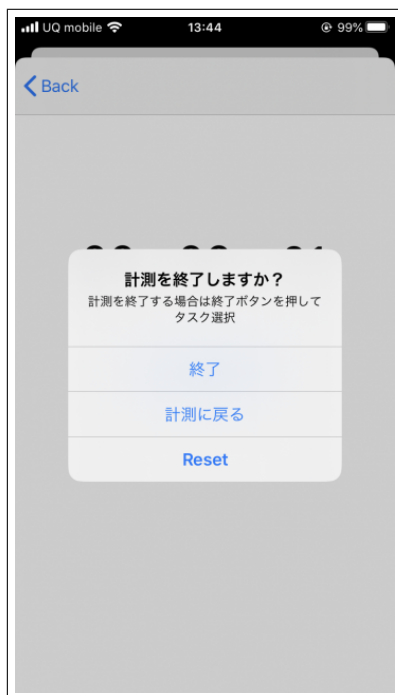 UQ mobile 13:44 99%
Back
計測を終了しますか？
計測を終了する場合は終了ボタンを押して
タスク選択
終了
計測に戻る
Reset